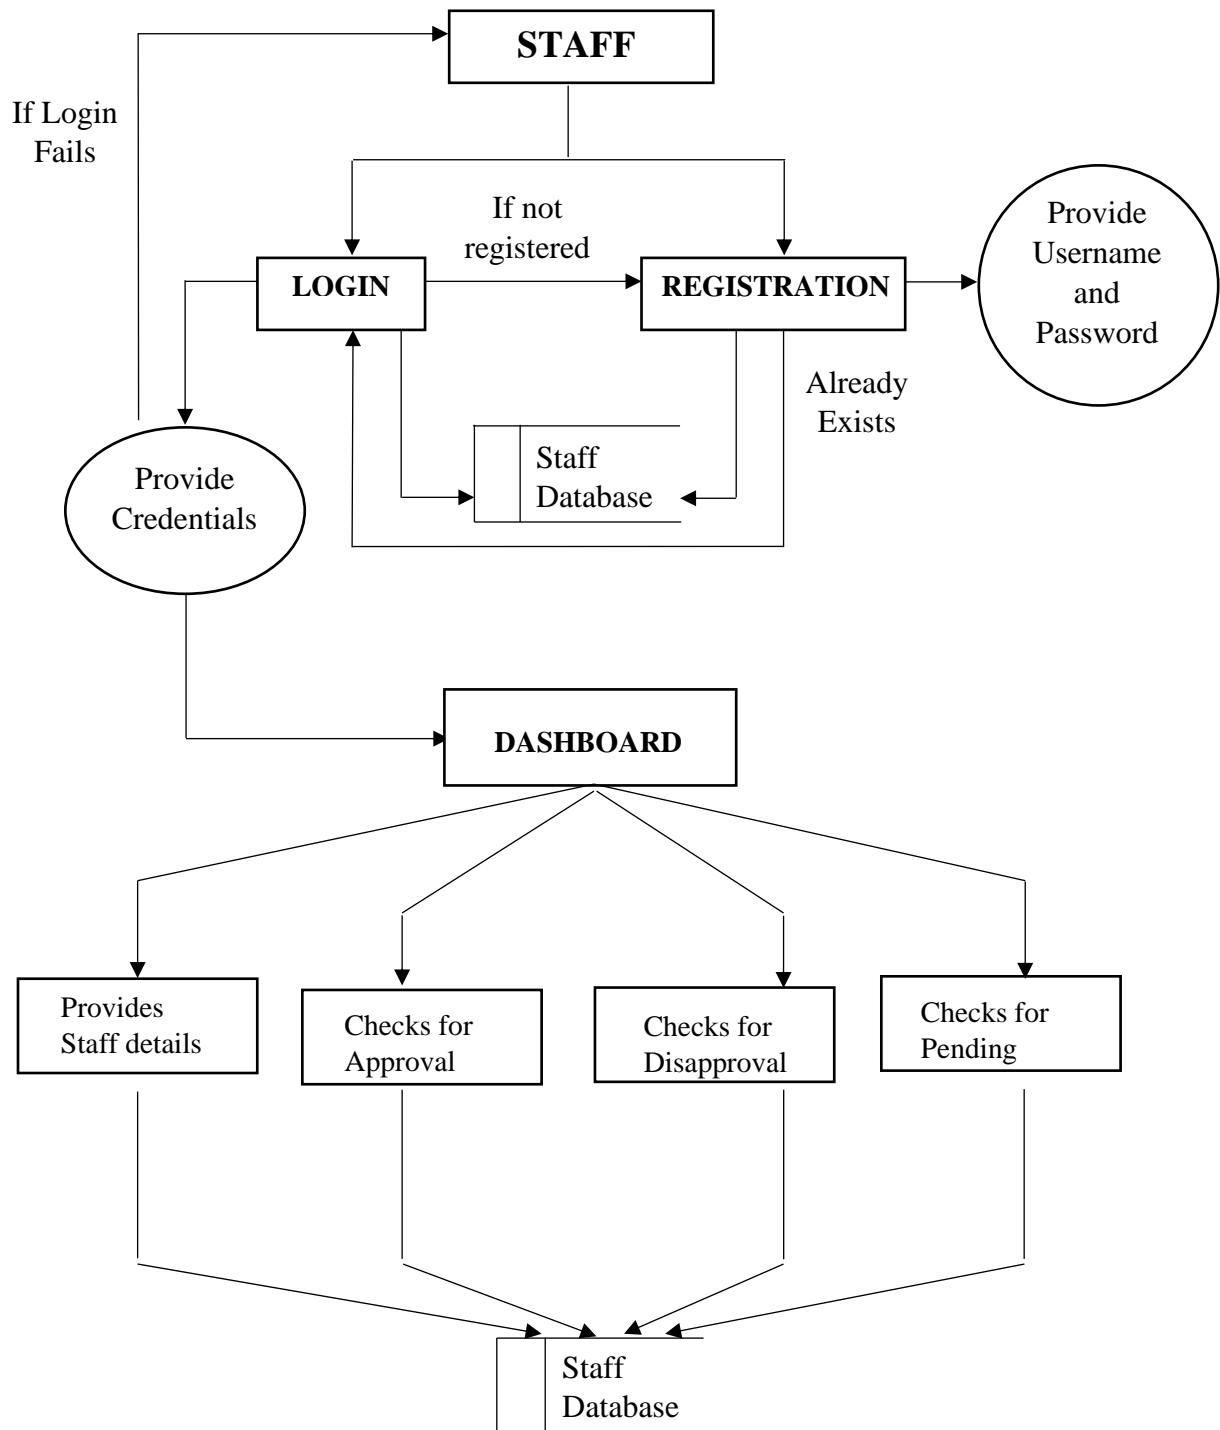 STAFF
If Login
Fails
If not
registered
Provide
Username
and
Password
LOGIN
REGISTRATION
Already
Exists
Staff
Database
Provide
Credentials
DASHBOARD
Provides
Staff details
Checks for
Approval
Checks for
Disapproval
Checks for
Pending
Staff
Database